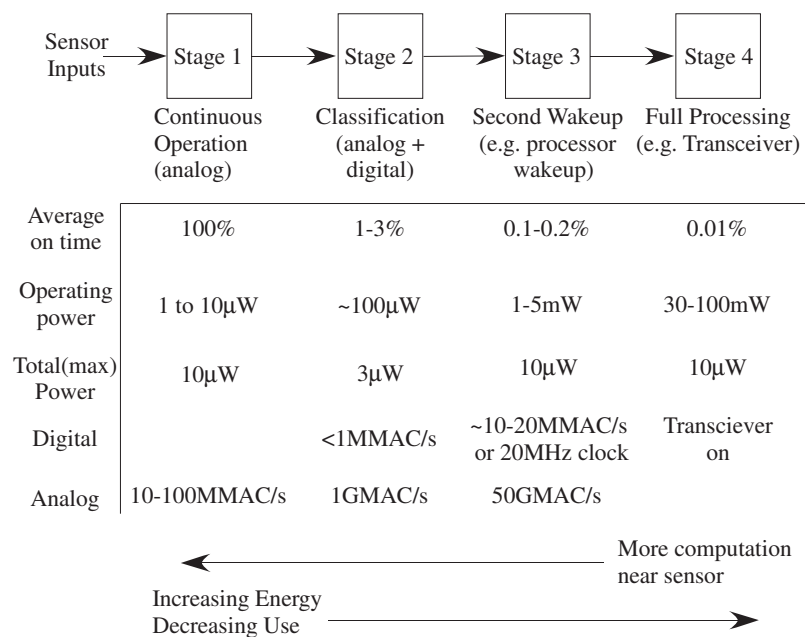 Sensor
Inputs
Stage 1
Stage 2
Stage 3
Stage 4
Continuous
Operation
(analog)
Classification
(analog +
digital)
Second Wakeup
(e.g. processor
wakeup)
Full Processing
(e.g. Transceiver)
Average
on time
100%
1-3%
0.1-0.2%
0.01%
Operating
power
1 to 10μW
~100μW
1-5mW
30-100mW
Total(max)
Power
10μW
3μW
10μW
10μW
Digital
<1MMAC/s
~10-20MMAC/s
or 20MHz clock
Transciever
on
Analog
10-100MMAC/s
1GMAC/s
50GMAC/s
More computation
near sensor
Increasing Energy
Decreasing Use